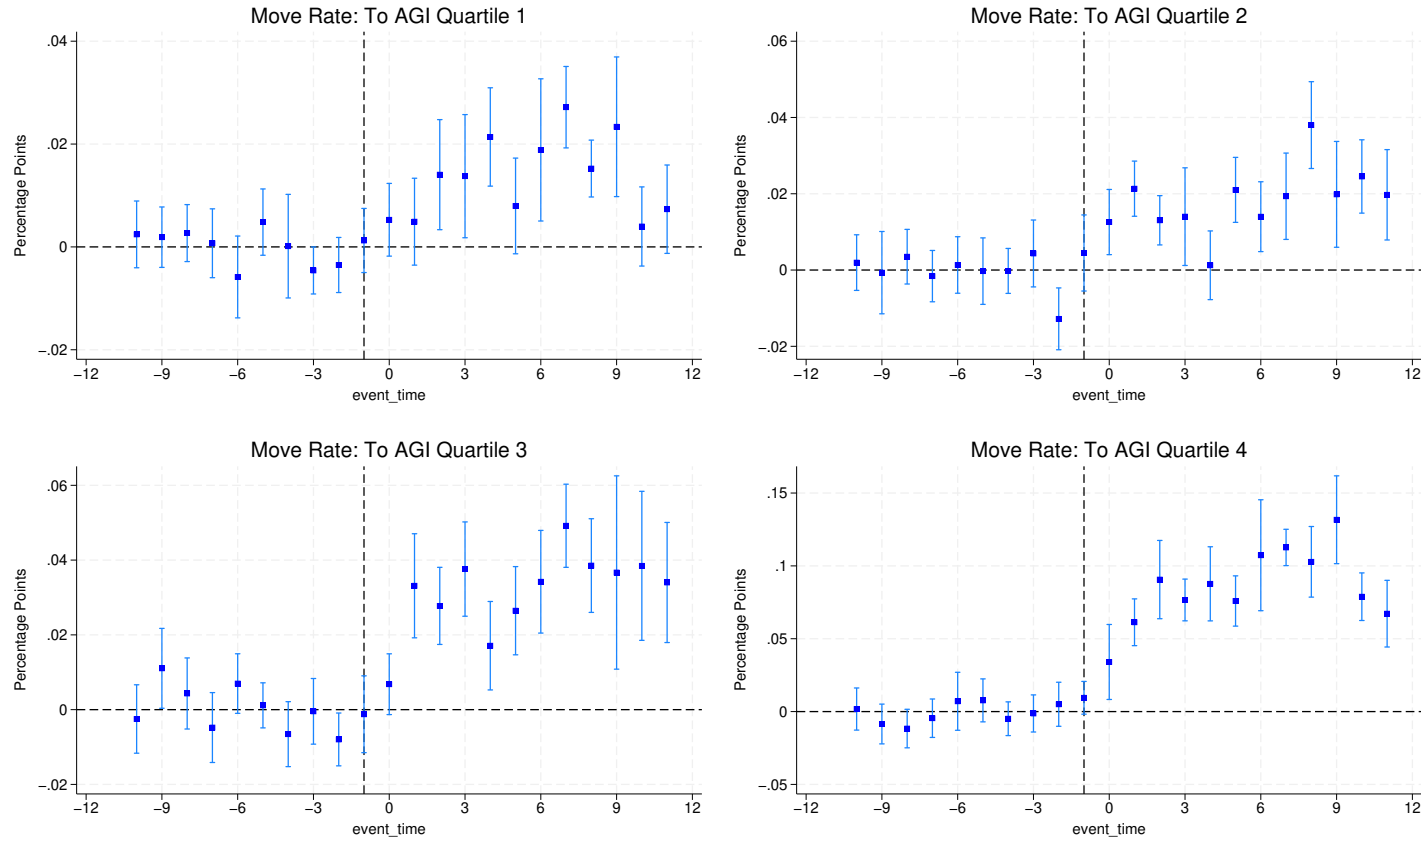 Move Rate: To AGI Quartile 1
.04
.02
0
−.02
Percentage Points
−12 −9 −6 −3 0 3 6 9 12
event_time
Move Rate: To AGI Quartile 2
.06
.04
.02
0
−.02
Percentage Points
−12 −9 −6 −3 0 3 6 9 12
event_time
Move Rate: To AGI Quartile 3
.06
.04
.02
0
−.02
Percentage Points
−12 −9 −6 −3 0 3 6 9 12
event_time
Move Rate: To AGI Quartile 4
.15
.1
.05
0
−.05
Percentage Points
−12 −9 −6 −3 0 3 6 9 12
event_time